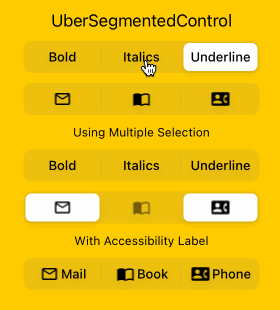 UberSegmentedControl
Bold Italics Underline
Using Multiple Selection
Bold Italics Underline
With Accessibility Label
Mail Book Phone